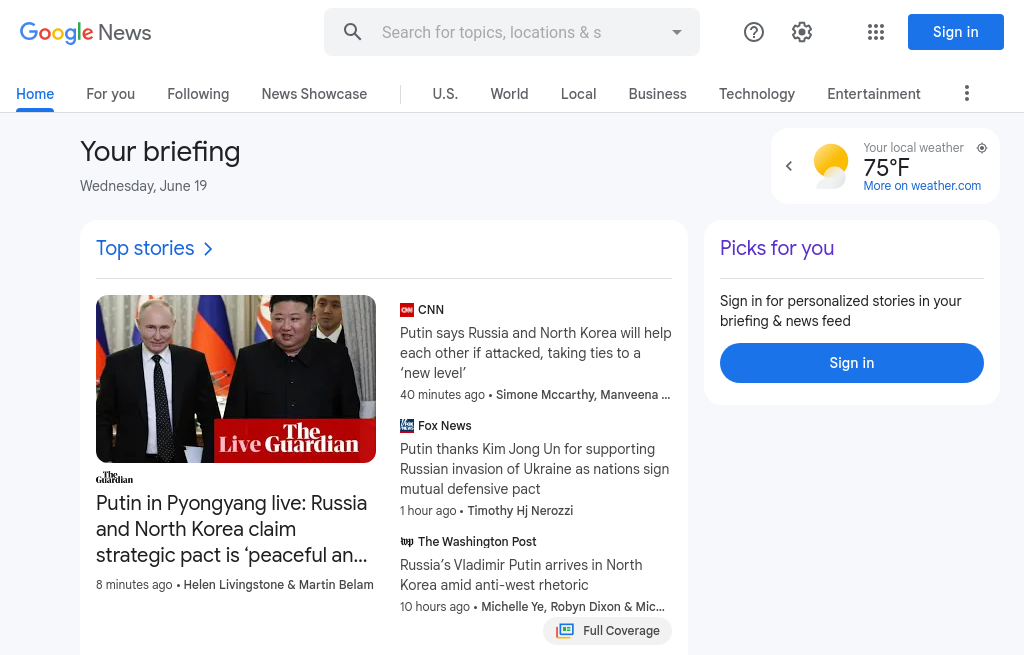 Google News
Search for topics, locations & s
Sign in
Home
For you
Following
News Showcase
U.S.
World
Local
Business
Technology
Entertainment
Your briefing
Wednesday, June 19
Your local weather
75°F
More on weather.com
Top stories
Live The Guardian
The Guardian
Putin in Pyongyang live: Russia
and North Korea claim
strategic pact is ‘peaceful an...
8 minutes ago • Helen Livingstone & Martin Belam
CNN
CNN
Putin says Russia and North Korea will help
each other if attacked, taking ties to a
‘new level’
40 minutes ago • Simone Mccarthy, Manveena ...
FOX NEWS
Fox News
Putin thanks Kim Jong Un for supporting
Russian invasion of Ukraine as nations sign
mutual defensive pact
1 hour ago • Timothy Hj Nerozzi
wp
The Washington Post
Russia’s Vladimir Putin arrives in North
Korea amid anti-west rhetoric
10 hours ago • Michelle Ye, Robyn Dixon & Mic...
Full Coverage
Picks for you
Sign in for personalized stories in your
briefing & news feed
Sign in